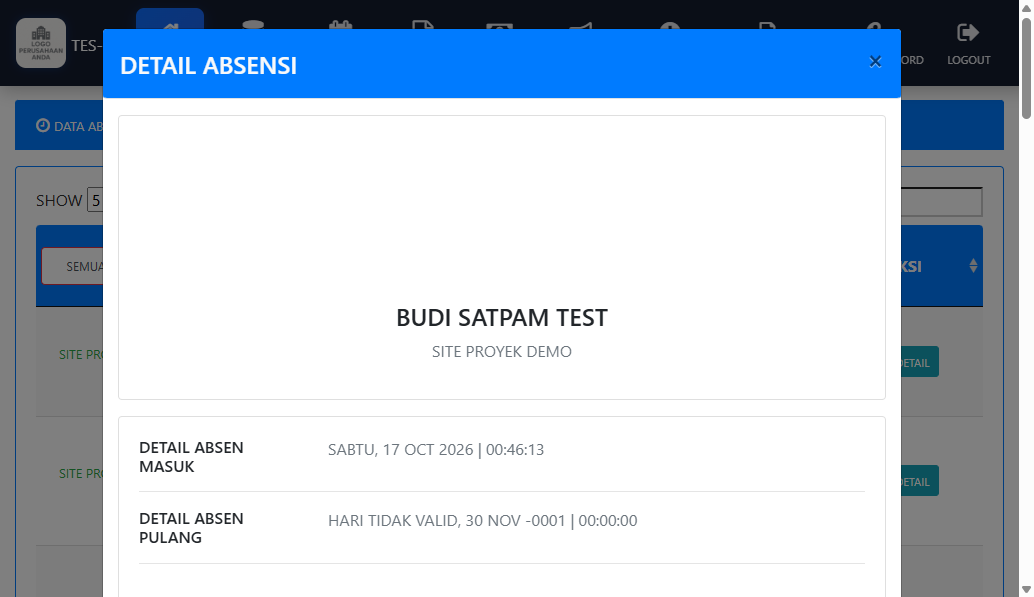 LOGO
PERUSAHAAN
ANDA
TES-
ORD
LOGOUT
DETAIL ABSENSI
×
DATA AB
SHOW 5
SEMUA
KSI
BUDI SATPAM TEST
SITE PROYEK DEMO
SITE PRO
DETAIL
DETAIL ABSEN
MASUK
SABTU, 17 OCT 2026 | 00:46:13
SITE PRO
DETAIL
DETAIL ABSEN
PULANG
HARI TIDAK VALID, 30 NOV -0001 | 00:00:00